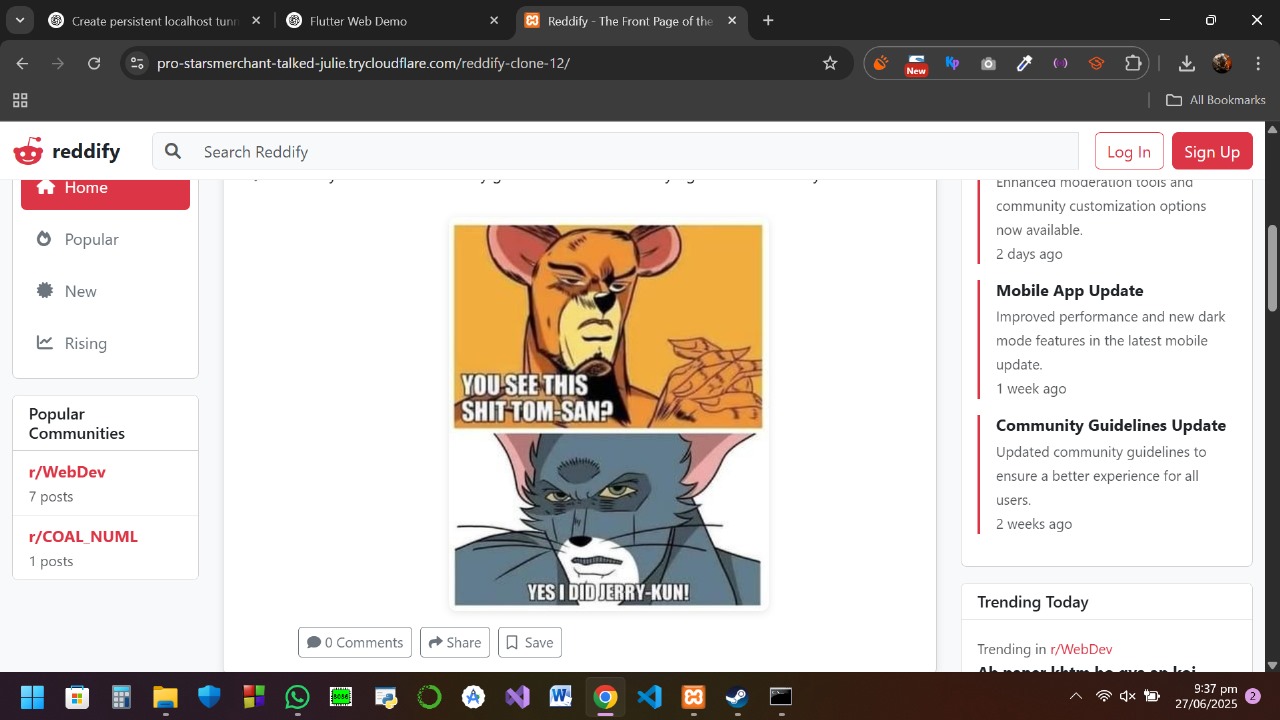 Create persistent localhost tunn
Flutter Web Demo
Reddify - The Front Page of the
pro-starsmerchant-talked-julie.trycloudflare.com/reddify-clone-12/
New
Kp
All Bookmarks
reddify
Search Reddify
Log In
Sign Up
Home
Popular
New
Rising
Popular
Communities
r/WebDev
7 posts
r/COAL_NUML
1 posts
YOU SEE THIS
SHIT TOM-SAN?
YES I DID JERRY-KUN!
0 Comments
Share
Save
Enhanced moderation tools and
community customization options
now available.
2 days ago
Mobile App Update
Improved performance and new dark
mode features in the latest mobile
update.
1 week ago
Community Guidelines Update
Updated community guidelines to
ensure a better experience for all
users.
2 weeks ago
Trending Today
Trending in r/WebDev
9:37 pm
27/06/2025
2